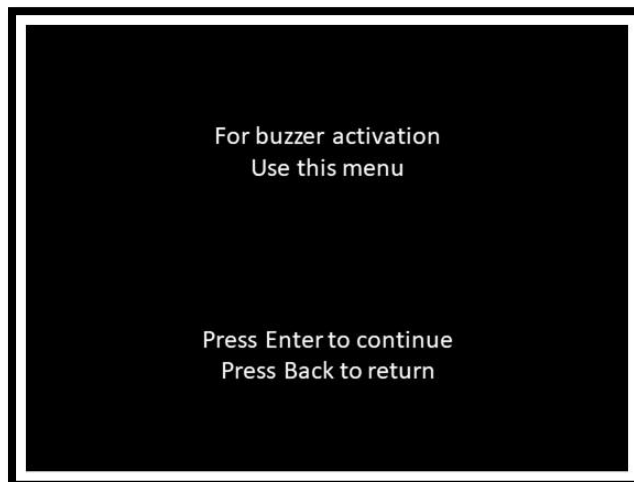 For buzzer activation
Use this menu
Press Enter to continue
Press Back to return